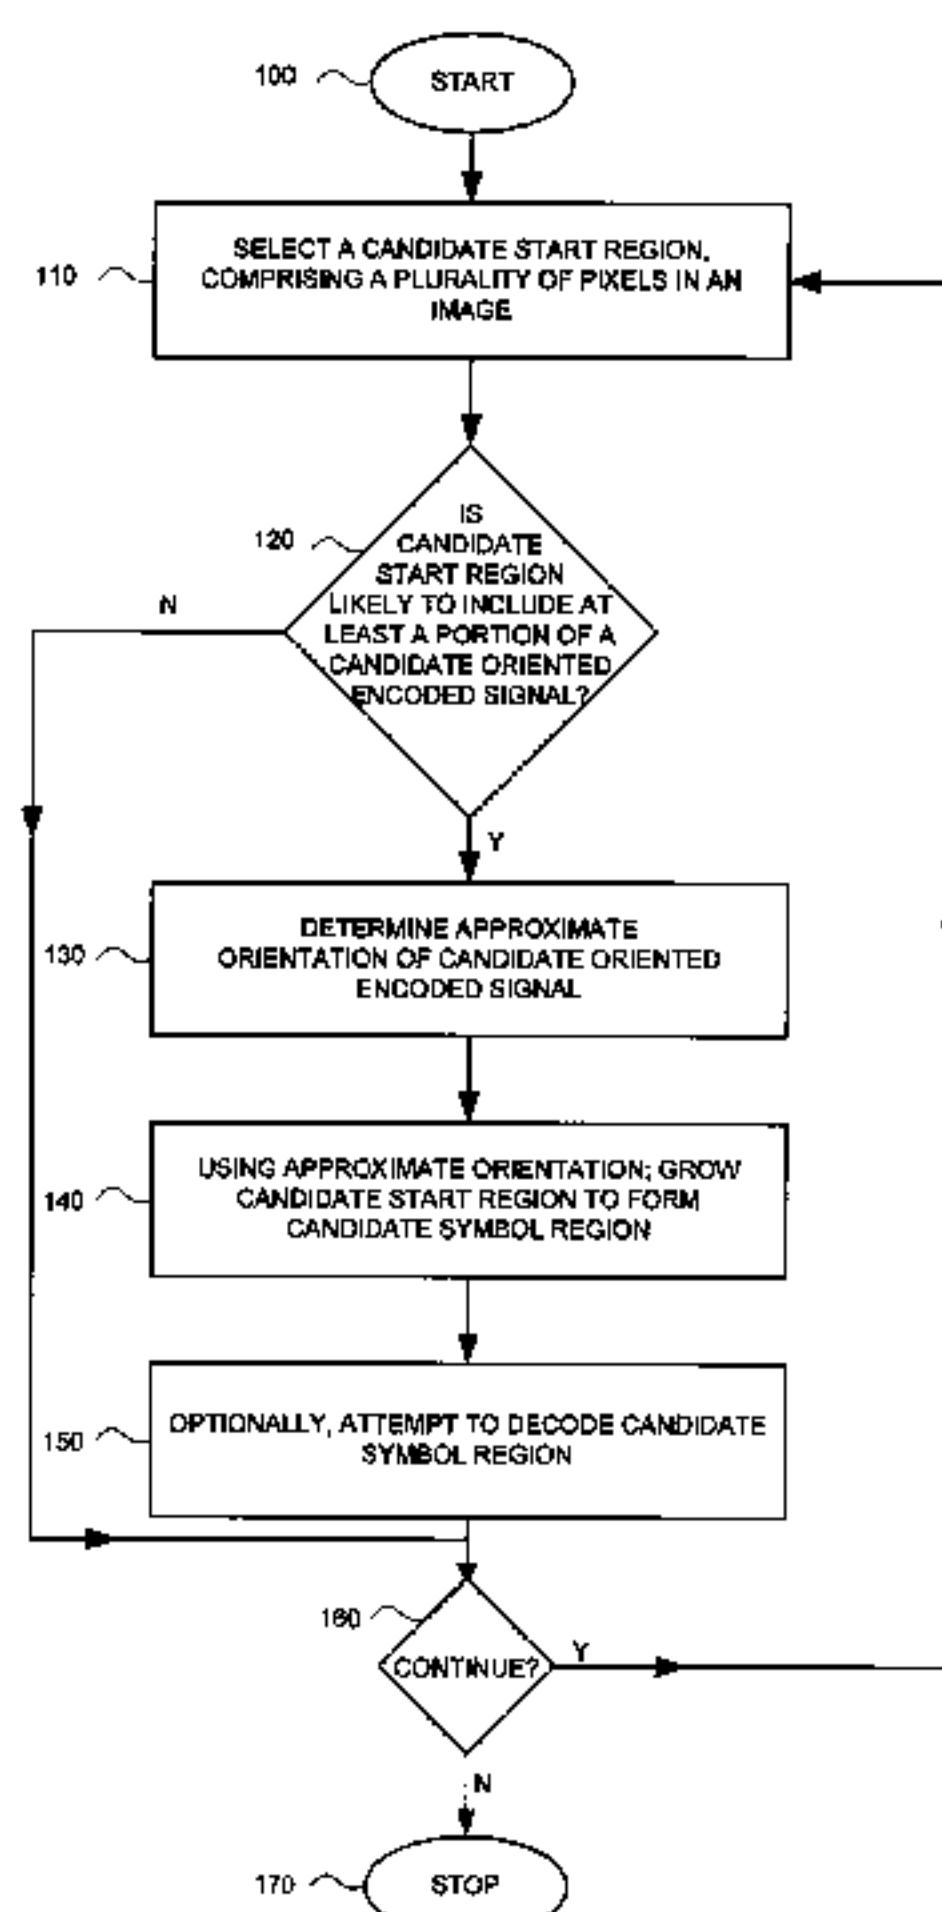 100
START
110
SELECT A CANDIDATE START REGION,
COMPRISING A PLURALITY OF PIXELS IN AN
IMAGE
120
IS
CANDIDATE
START REGION
LIKELY TO INCLUDE AT
LEAST A PORTION OF A
CANDIDATE ORIENTED
ENCODED SIGNAL?
N
Y
130
DETERMINE APPROXIMATE
ORIENTATION OF CANDIDATE ORIENTED
ENCODED SIGNAL
140
USING APPROXIMATE ORIENTATION; GROW
CANDIDATE START REGION TO FORM
CANDIDATE SYMBOL REGION
150
OPTIONALLY, ATTEMPT TO DECODE CANDIDATE
SYMBOL REGION
160
CONTINUE?
Y
N
170
STOP